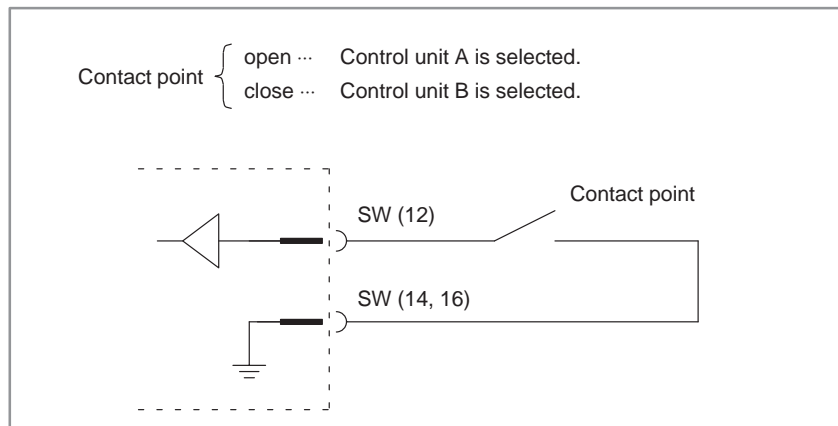 open ··· Control unit A is selected.
Contact point
close ··· Control unit B is selected.
Contact point
SW (12)
SW (14, 16)